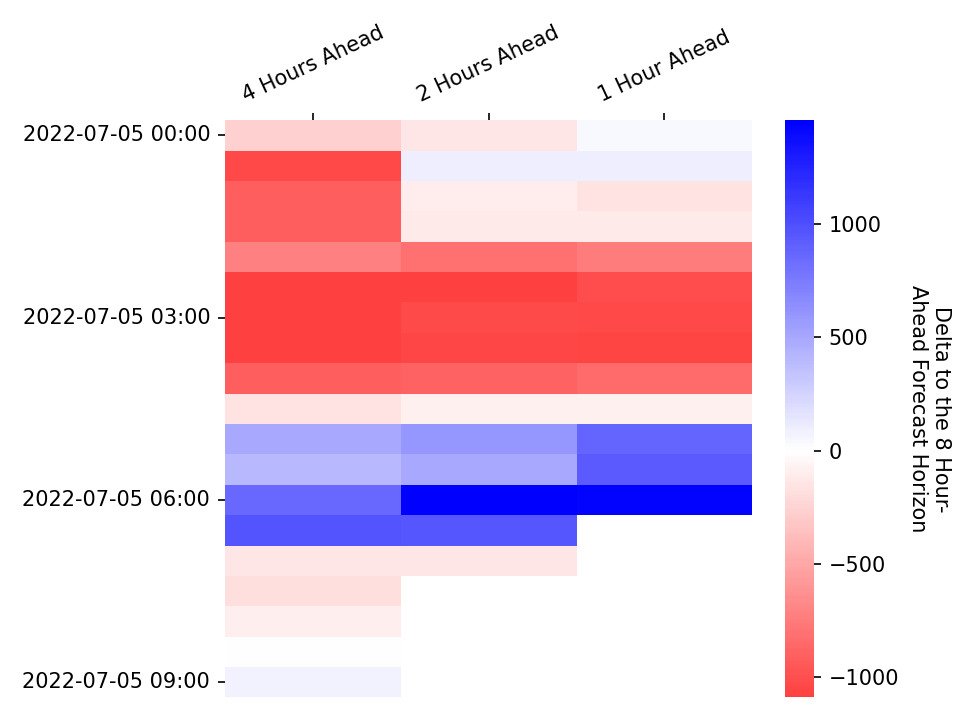 4 Hours Ahead
2 Hours Ahead
1 Hour Ahead
2022-07-05 00:00
2022-07-05 03:00
2022-07-05 06:00
2022-07-05 09:00
1000
500
0
−500
−1000
Delta to the 8 Hour-
Ahead Forecast Horizon